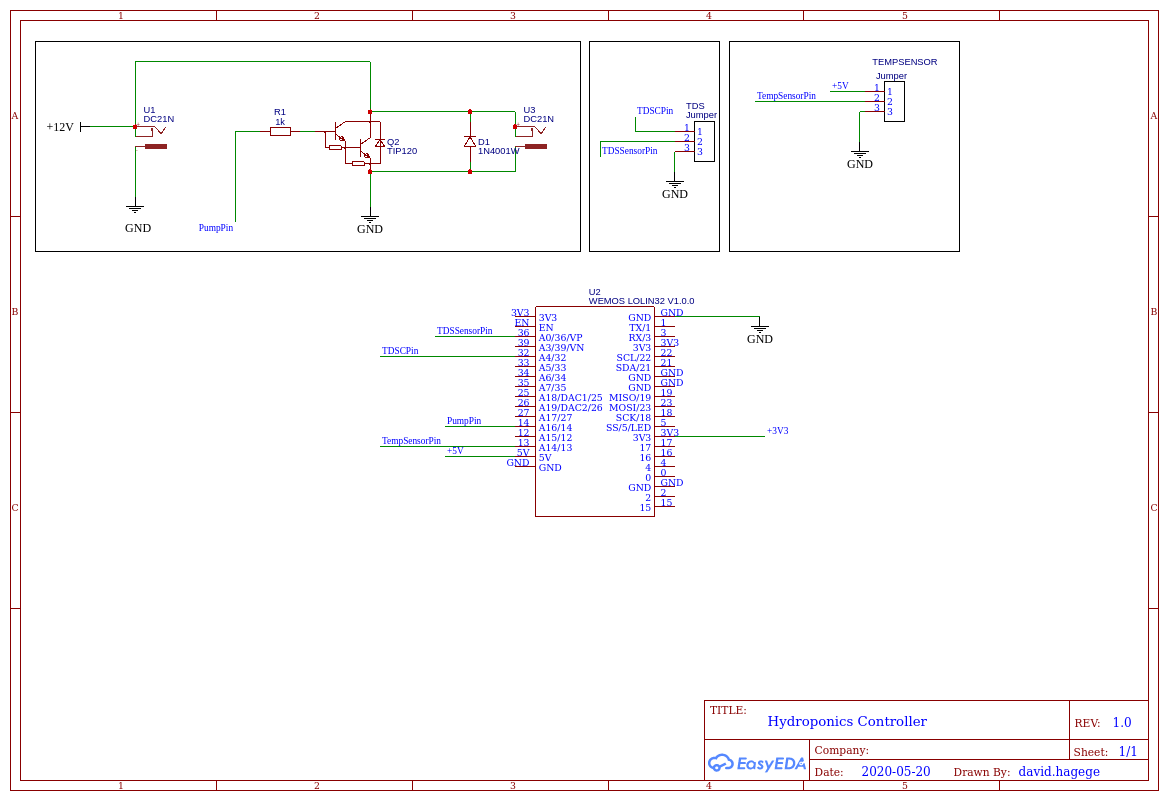 1 2 3 4 5
A A
B B
C C
+12V
U1
DC21N
GND
PumpPin
R1
1k
Q2
TIP120
GND
D1
1N4001W
U3
DC21N
TDSCPin
TDSSensorPin
TDS
Jumper
1 1
2 2
3 3
GND
TEMPSENSOR
Jumper
+5V
TempSensorPin
1 1
2 2
3 3
GND
U2
WEMOS LOLIN32 V1.0.0
3V3 3V3 GND GND
EN EN TX/1 1
TDSSensorPin 36 A0/36/VP RX/3 3
39 A3/39/VN 3V3 3V3
TDSCPin 32 A4/32 SCL/22 22
33 A5/33 SDA/21 21
34 A6/34 GND GND
35 A7/35 GND GND
25 A18/DAC1/25 MISO/19 19
26 A19/DAC2/26 MOSI/23 23
27 A17/27 SCK/18 18
PumpPin 14 A16/14 SS/5/LED 5
12 A15/12 3V3 3V3 +3V3
TempSensorPin 13 A14/13 17 17
+5V 5V 5V 16 16
GND GND 4 4
0 0
GND GND
2 2
15 15
GND
TITLE:
Hydroponics Controller
REV: 1.0
EasyEDA
Company:
Sheet: 1/1
Date: 2020-05-20 Drawn By: david.hagege
1 2 3 4 5